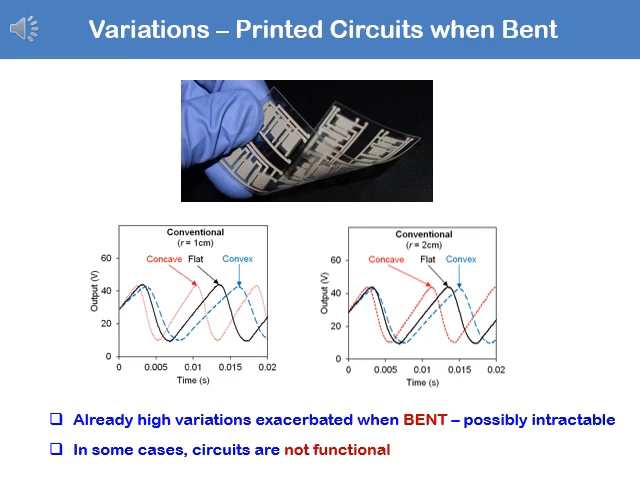 Variations – Printed Circuits when Bent
Conventional
(r = 1cm)
Concave Flat Convex
Output (V)
60
40
20
0
0 0.005 0.01 0.015 0.02
Time (s)
Conventional
(r = 2cm)
Concave Flat Convex
Output (V)
60
40
20
0
0 0.005 0.01 0.015 0.02
Time (s)
Already high variations exacerbated when BENT – possibly intractable
In some cases, circuits are not functional